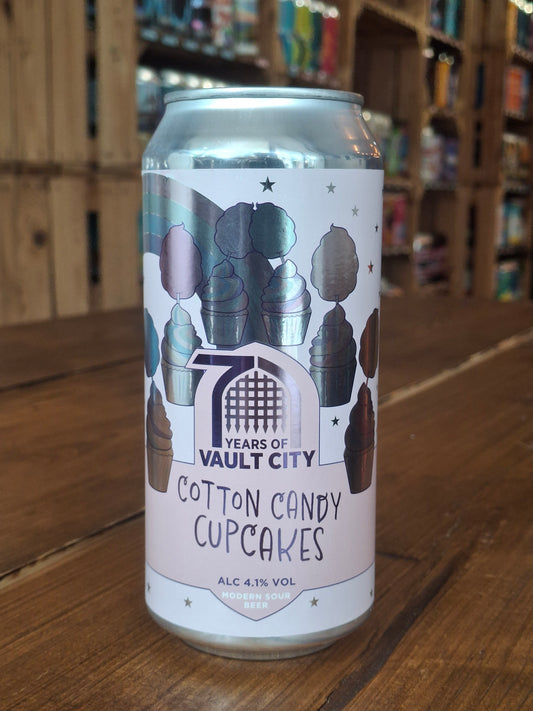 7
YEARS OF
VAULT CITY
COTTON CANDY
CUPCAKES
ALC 4.1% VOL
MODERN SOUR
BEER